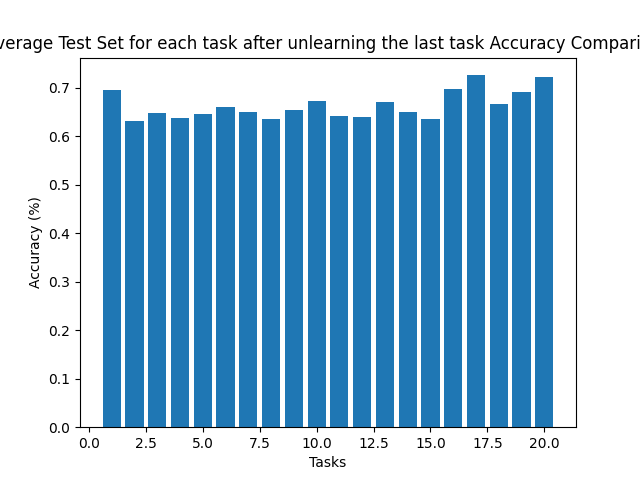 verage Test Set for each task after unlearning the last task Accuracy Compari
0.7
0.6
0.5
0.4
0.3
0.2
0.1
0.0
Accuracy (%)
0.0 2.5 5.0 7.5 10.0 12.5 15.0 17.5 20.0
Tasks